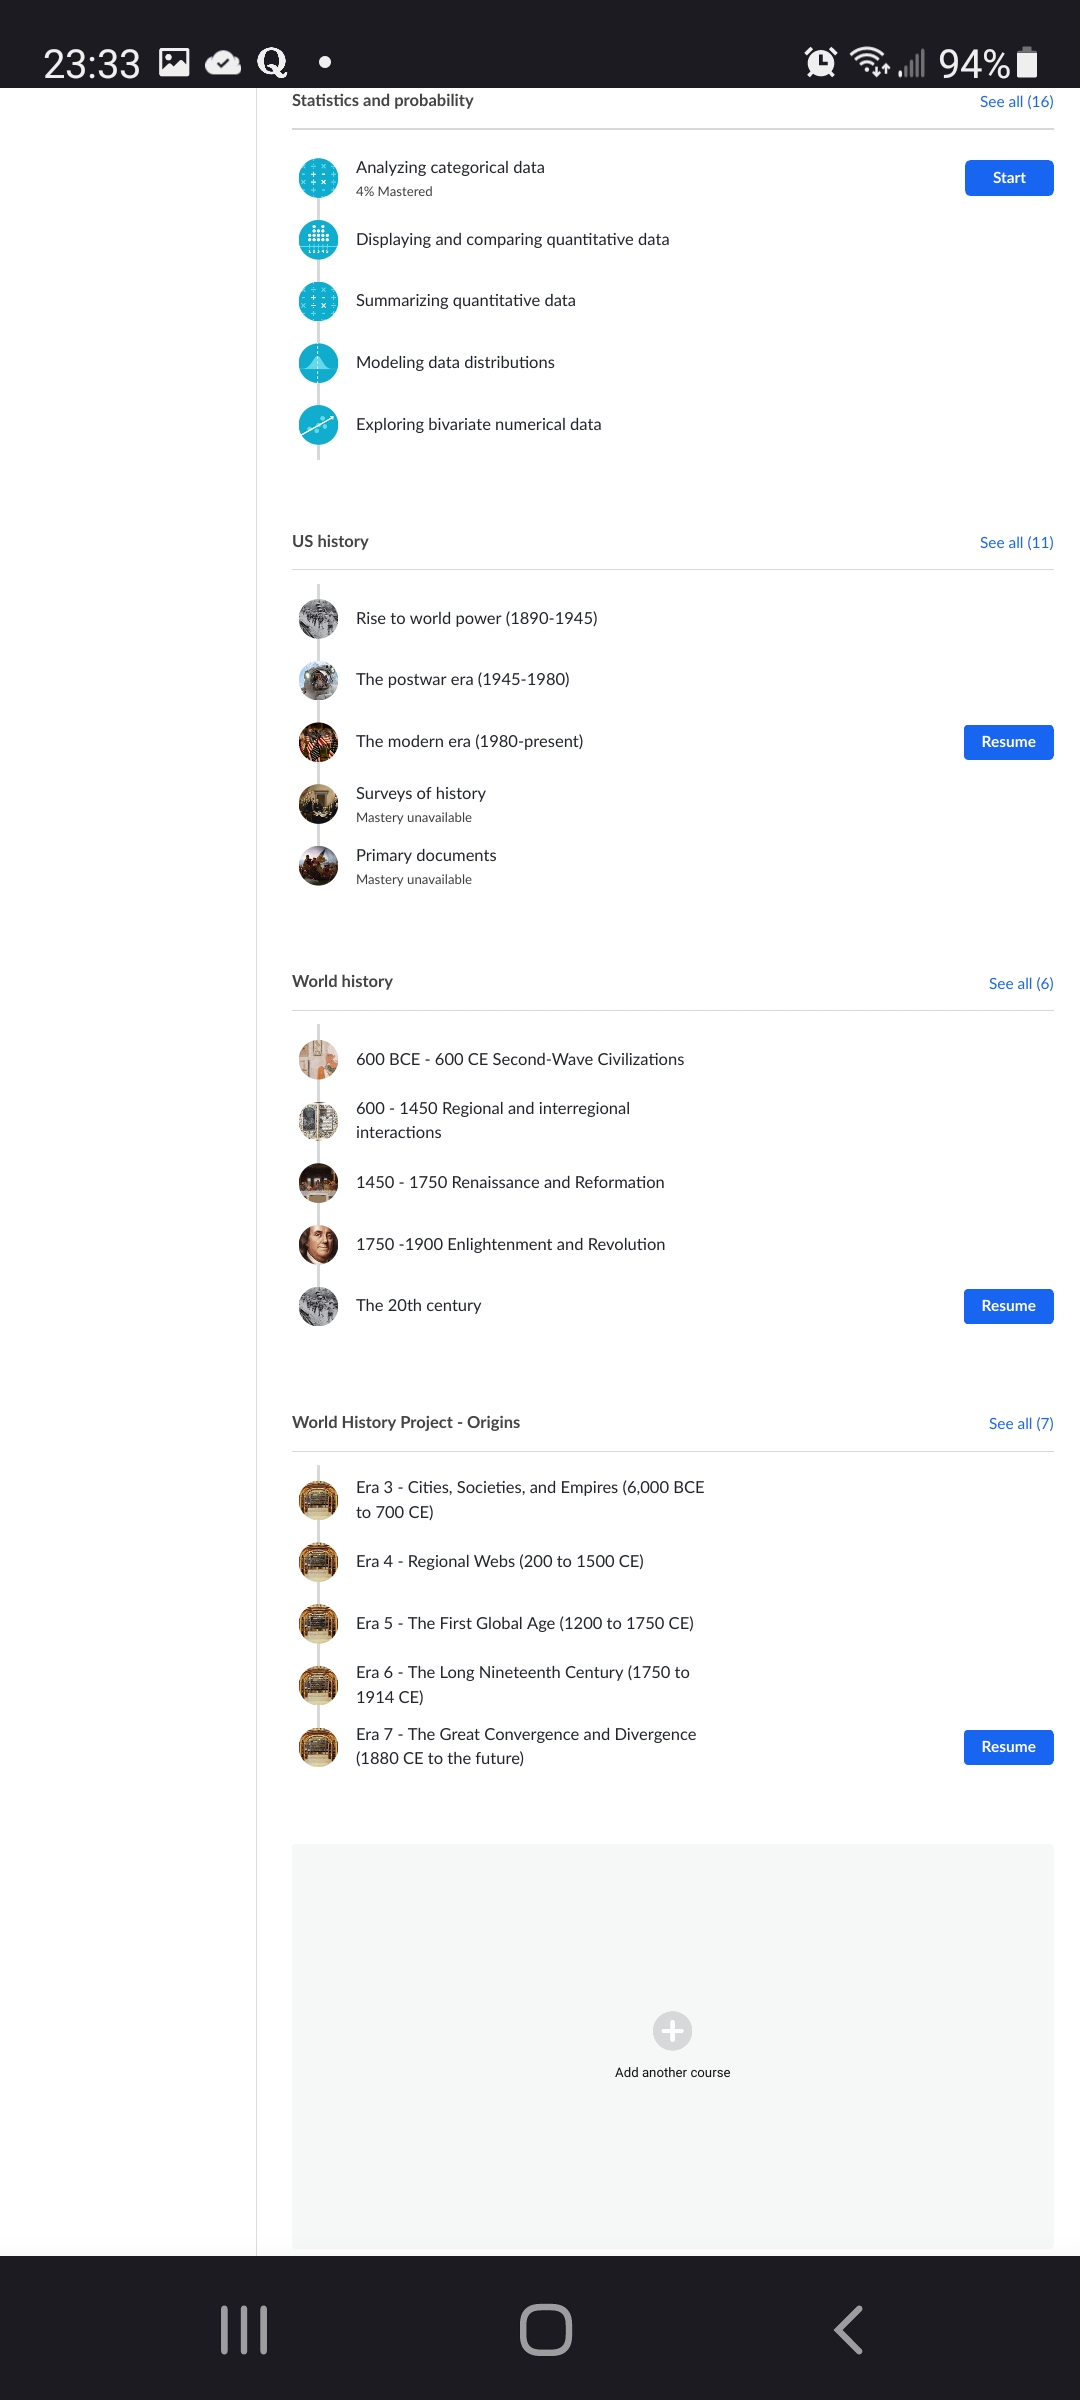 23:33
94%
Statistics and probability
See all (16)
Analyzing categorical data
4% Mastered
Start
Displaying and comparing quantitative data
Summarizing quantitative data
Modeling data distributions
Exploring bivariate numerical data
US history
See all (11)
Rise to world power (1890-1945)
The postwar era (1945-1980)
The modern era (1980-present)
Resume
Surveys of history
Mastery unavailable
Primary documents
Mastery unavailable
World history
See all (6)
600 BCE - 600 CE Second-Wave Civilizations
600 - 1450 Regional and interregional
interactions
1450 - 1750 Renaissance and Reformation
1750 -1900 Enlightenment and Revolution
The 20th century
Resume
World History Project - Origins
See all (7)
Era 3 - Cities, Societies, and Empires (6,000 BCE
to 700 CE)
Era 4 - Regional Webs (200 to 1500 CE)
Era 5 - The First Global Age (1200 to 1750 CE)
Era 6 - The Long Nineteenth Century (1750 to
1914 CE)
Era 7 - The Great Convergence and Divergence
(1880 CE to the future)
Resume
Add another course